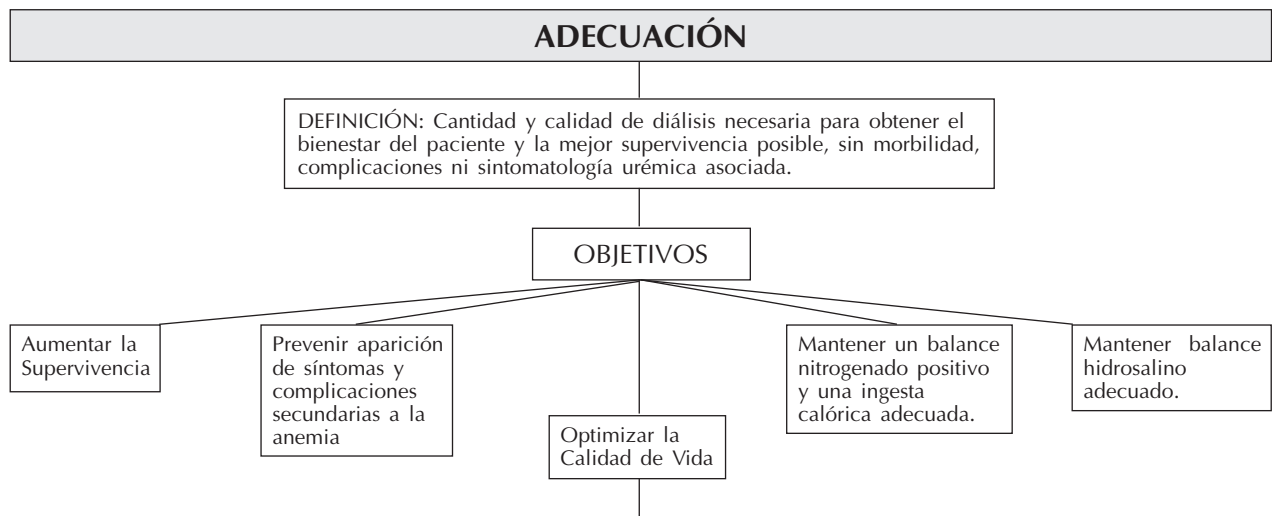 ADECUACIÓN
DEFINICIÓN: Cantidad y calidad de diálisis necesaria para obtener el
bienestar del paciente y la mejor supervivencia posible, sin morbilidad,
complicaciones ni sintomatología urémica asociada.
OBJETIVOS
Aumentar la
Supervivencia
Prevenir aparición
de síntomas y
complicaciones
secundarias a la
anemia
Optimizar la
Calidad de Vida
Mantener un balance
nitrogenado positivo
y una ingesta
calórica adecuada.
Mantener balance
hidrosalino
adecuado.